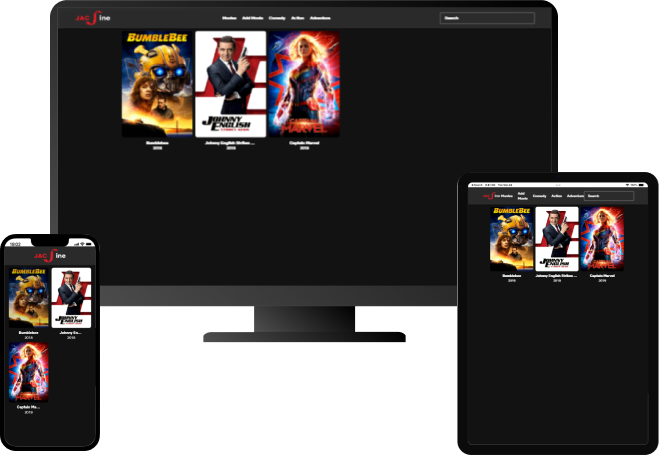 JAC Sine
Movies Add Movie Comedy Action Adventure
Search
BUMBLEBEE
JOHNNY ENGLISH
MARVEL
Bumblebee
2018
Johnny English Strikes ...
2018
Captain Marvel
2019
10:02
JAC Sine
BUMBLEBEE
JOHNNY ENGLISH
Bumblebee
2018
Johnny En...
2018
MARVEL
Captain Ma...
2019
JAC Sine Movies
Add Movie
Comedy Action Adventure
Search
BUMBLEBEE
JOHNNY ENGLISH
MARVEL
Bumblebee
2018
Johnny English Strikes ...
2018
Captain Marvel
2019